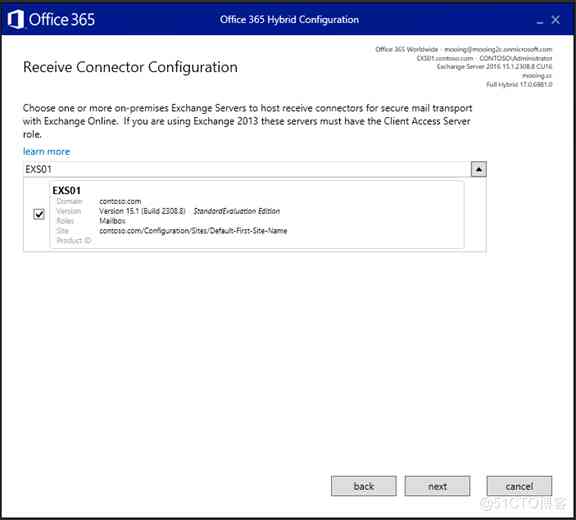 Office 365
Office 365 Hybrid Configuration
Office 365 Worldwide - mooing@mooing2c.onmicrosoft.com
EXS01.contoso.com - CONTOSO\Administrator
Exchange Server 2016 15.1.2308.8 CU16
mooing.cc
Full Hybrid 17.0.6981.0
Receive Connector Configuration
Choose one or more on-premises Exchange Servers to host receive connectors for secure mail transport
with Exchange Online. If you are using Exchange 2013 these servers must have the Client Access Server
role.
learn more
EXS01
EXS01
Domain contoso.com
Version Version 15.1 (Build 2308.8) StandardEvaluation Edition
Roles Mailbox
Site contoso.com/Configuration/Sites/Default-First-Site-Name
Product ID
back next cancel
@51CTO博客